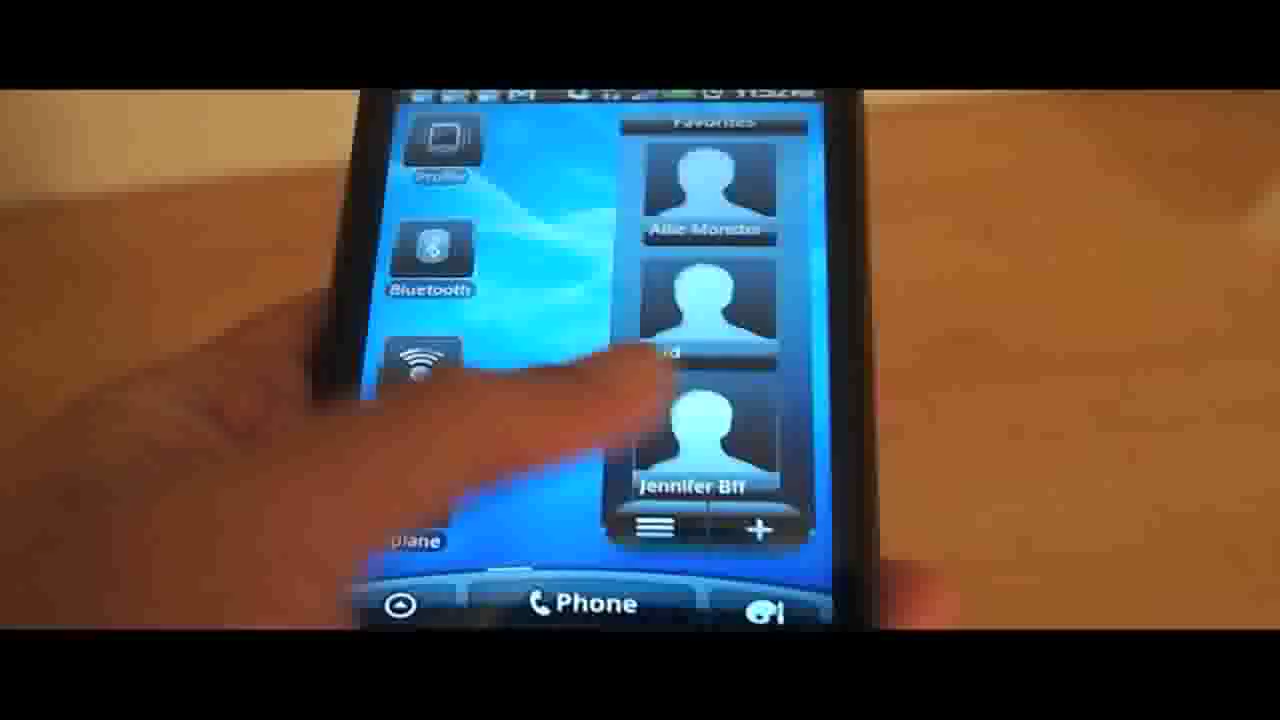 Favorites
Profile
Allie Monster
Bluetooth
Jennifer Bff
plane
Phone